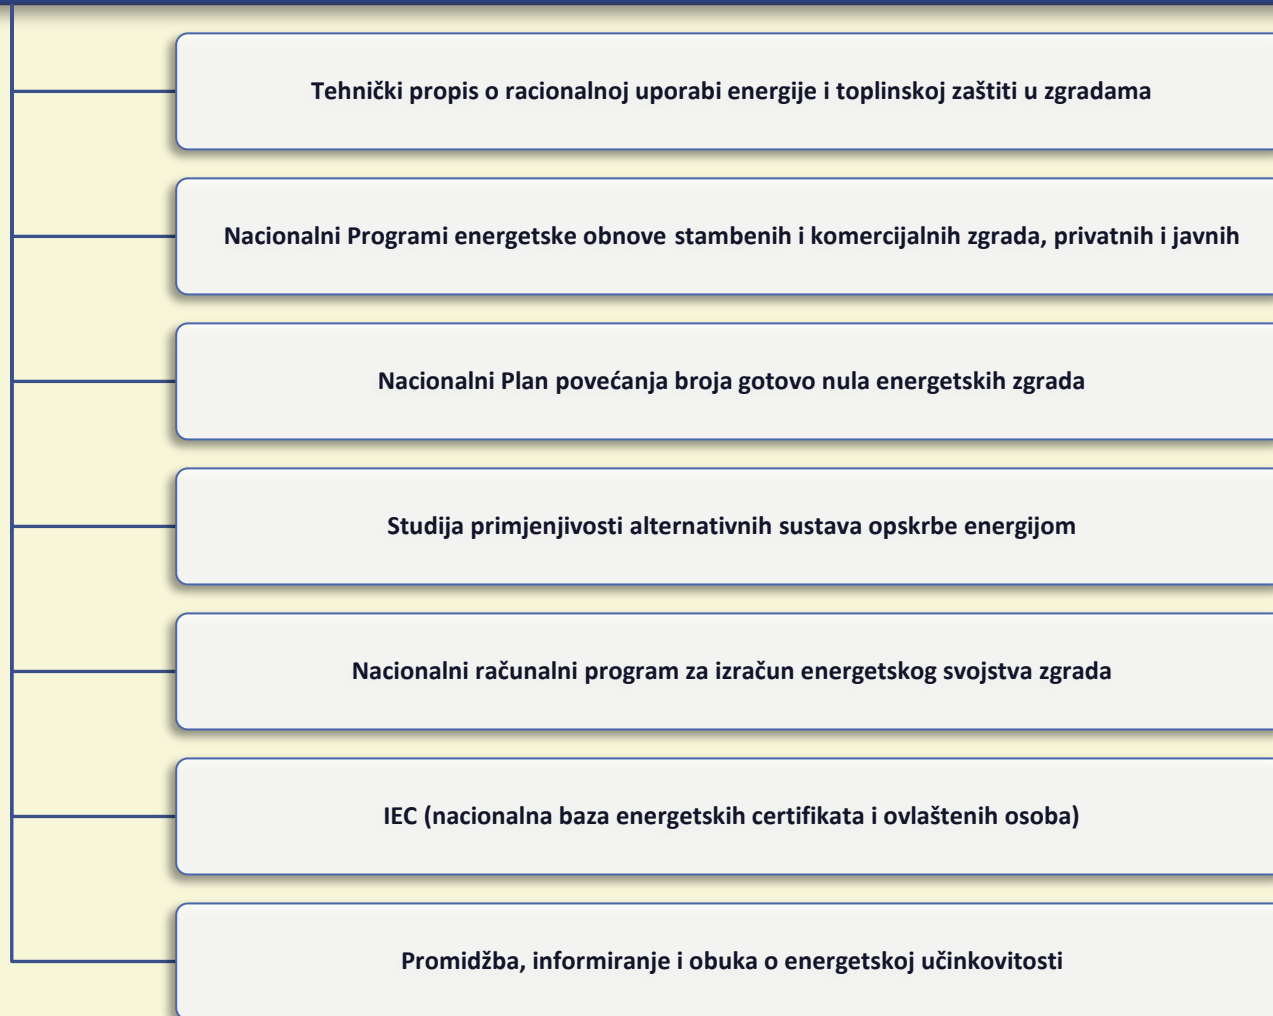 Tehnički propis o racionalnoj uporabi energije i toplinskoj zaštiti u zgradama
Nacionalni Programi energetske obnove stambenih i komercijalnih zgrada, privatnih i javnih
Nacionalni Plan povećanja broja gotovo nula energetskih zgrada
Studija primjenjivosti alternativnih sustava opskrbe energijom
Nacionalni računalni program za izračun energetskog svojstva zgrada
IEC (nacionalna baza energetskih certifikata i ovlaštenih osoba)
Promidžba, informiranje i obuka o energetskoj učinkovitosti